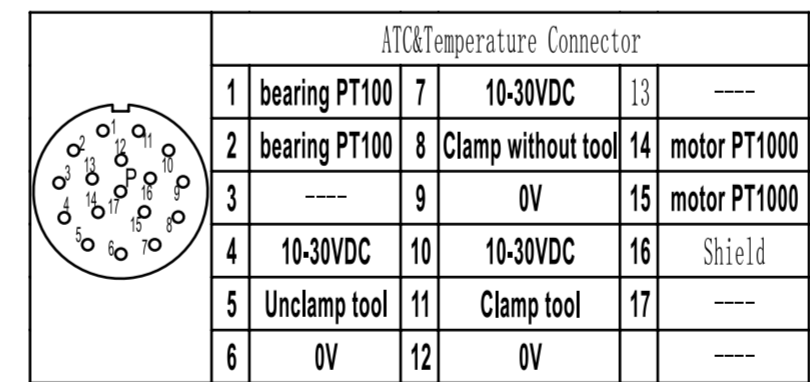 ATC&Temperature Connector
1 bearing PT100 7 10-30VDC 13 ----
2 bearing PT100 8 Clamp without tool 14 motor PT1000
3 ---- 9 0V 15 motor PT1000
4 10-30VDC 10 10-30VDC 16 Shield
5 Unclamp tool 11 Clamp tool 17 ----
6 0V 12 0V ----
1
2 12 11
3 13 P 10
4 14 17 16 9
5 15 8
6 7